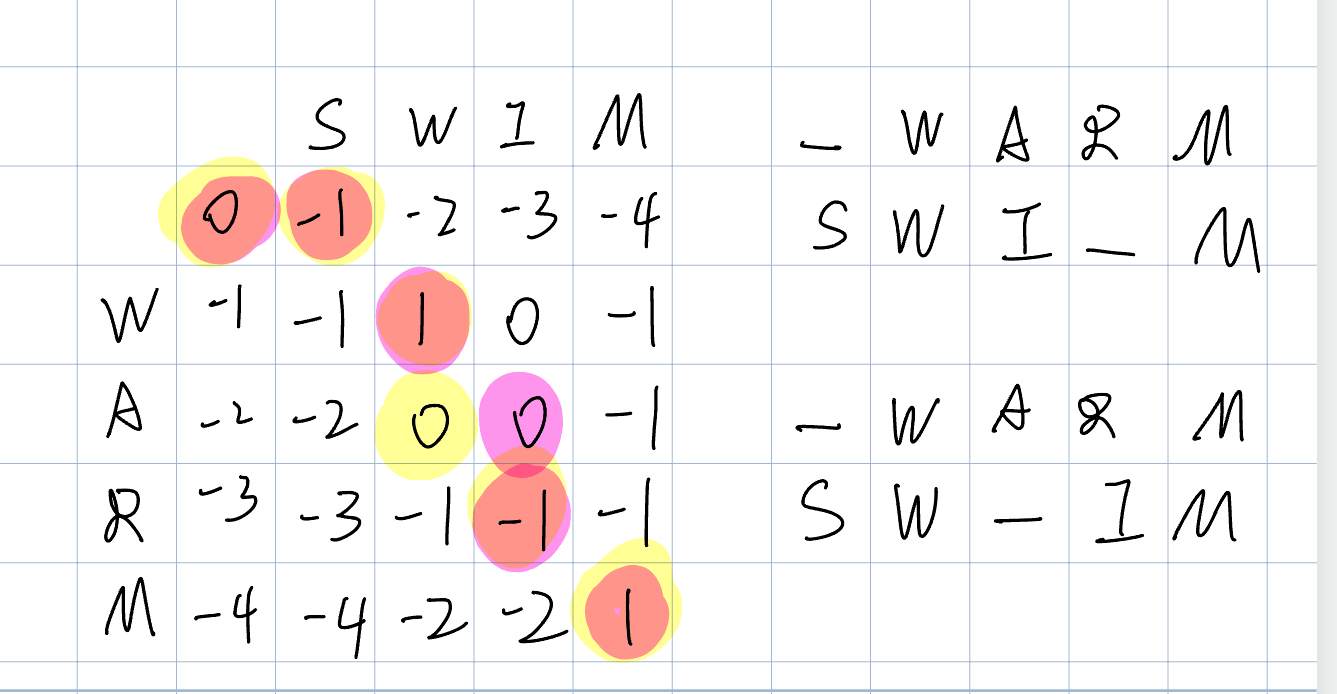 S W I M
0 -1 -2 -3 -4
W -1 -1 1 0 -1
A -2 -2 0 0 -1
R -3 -3 -1 -1 -1
M -4 -4 -2 -2 1
_ W A R M
S W I _ M
_ W A R M
S W _ I M